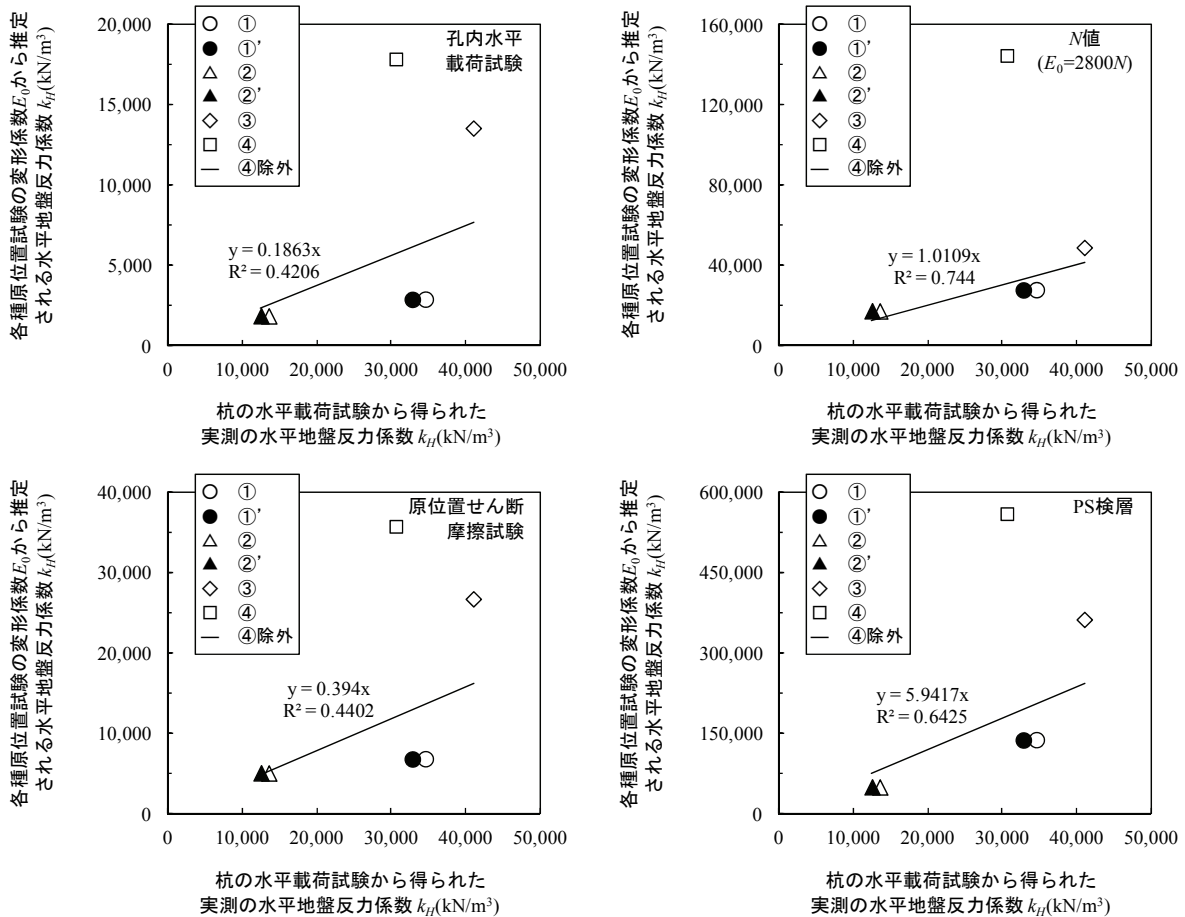 各種原位置試験の変形係数E₀から推定
される水平地盤反力係数 k_H(kN/m³)
20,000
15,000
10,000
5,000
0
①
①’
②
②’
③
④
④除外
孔内水平
載荷試験
y = 0.1863x
R² = 0.4206
0
10,000
20,000
30,000
40,000
50,000
杭の水平載荷試験から得られた
実測の水平地盤反力係数 k_H(kN/m³)
各種原位置試験の変形係数E₀から推定
される水平地盤反力係数 k_H(kN/m³)
160,000
120,000
80,000
40,000
0
①
①’
②
②’
③
④
④除外
N値
(E₀=2800N)
y = 1.0109x
R² = 0.744
0
10,000
20,000
30,000
40,000
50,000
杭の水平載荷試験から得られた
実測の水平地盤反力係数 k_H(kN/m³)
各種原位置試験の変形係数E₀から推定
される水平地盤反力係数 k_H(kN/m³)
40,000
30,000
20,000
10,000
0
①
①’
②
②’
③
④
④除外
原位置せん断
摩擦試験
y = 0.394x
R² = 0.4402
0
10,000
20,000
30,000
40,000
50,000
杭の水平載荷試験から得られた
実測の水平地盤反力係数 k_H(kN/m³)
各種原位置試験の変形係数E₀から推定
される水平地盤反力係数 k_H(kN/m³)
600,000
450,000
300,000
150,000
0
①
①’
②
②’
③
④
④除外
PS検層
y = 5.9417x
R² = 0.6425
0
10,000
20,000
30,000
40,000
50,000
杭の水平載荷試験から得られた
実測の水平地盤反力係数 k_H(kN/m³)